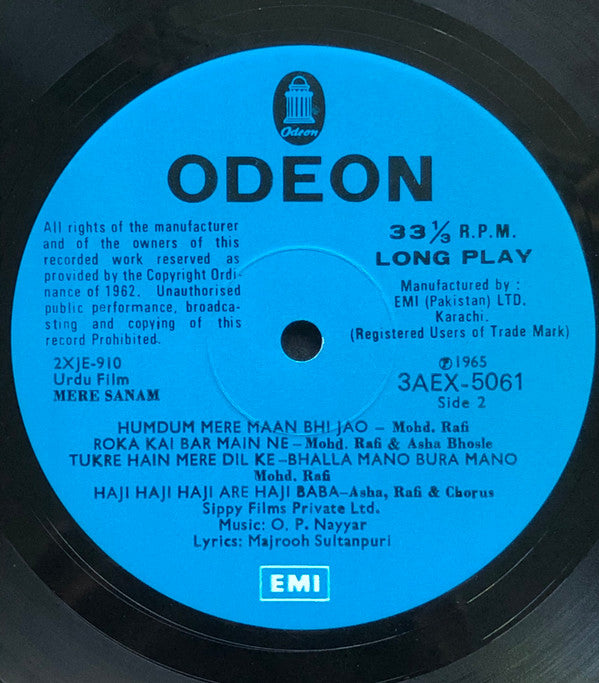 Odeon
ODEON
All rights of the manufacturer
and of the owners of this
recorded work reserved as
provided by the Copyright Ordi-
nance of 1962. Unauthorised
public performance, broadca-
sting and copying of this
record Prohibited.
33⅓ R.P.M.
LONG PLAY
Manufactured by :
EMI (Pakistan) LTD.
Karachi.
(Registered Users of Trade Mark)
2XJE-910
Urdu Film
MERE SANAM
Ⓟ1965
3AEX-5061
Side 2
HUMDUM MERE MAAN BHI JAO – Mohd. Rafi
ROKA KAI BAR MAIN NE – Mohd. Rafi & Asha Bhosle
TUKRE HAIN MERE DIL KE – BHALLA MANO BURA MANO
Mohd. Rafi
HAJI HAJI HAJI ARE HAJI BABA – Asha, Rafi & Chorus
Sippy Films Private Ltd.
Music: O. P. Nayyar
Lyrics: Majrooh Sultanpuri
EMI